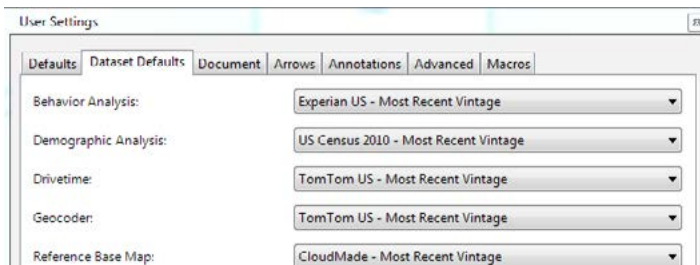 User Settings
Defaults Dataset Defaults Document Arrows Annotations Advanced Macros
Behavior Analysis: Experian US - Most Recent Vintage
Demographic Analysis: US Census 2010 - Most Recent Vintage
Drivetime: TomTom US - Most Recent Vintage
Geocoder: TomTom US - Most Recent Vintage
Reference Base Map: CloudMade - Most Recent Vintage